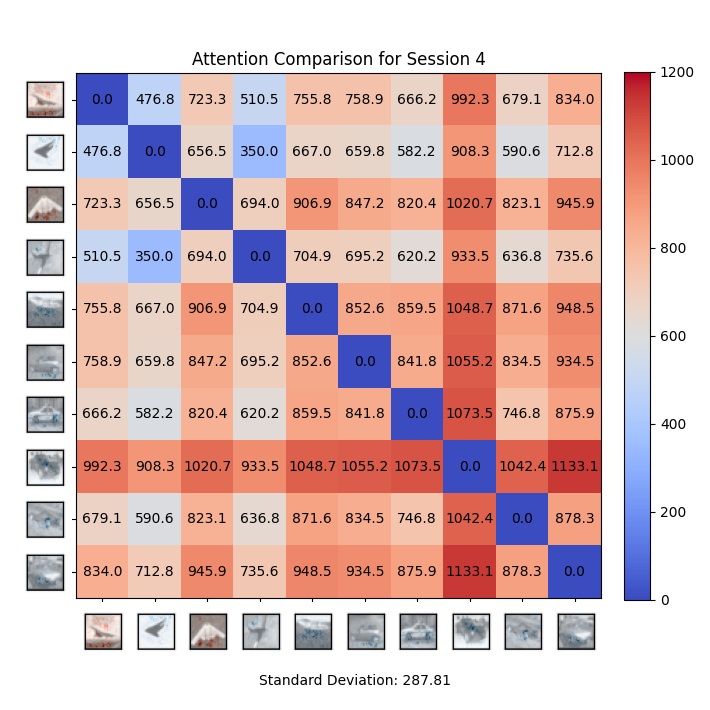 Attention Comparison for Session 4
0.0 476.8 723.3 510.5 755.8 758.9 666.2 992.3 679.1 834.0
476.8 0.0 656.5 350.0 667.0 659.8 582.2 908.3 590.6 712.8
723.3 656.5 0.0 694.0 906.9 847.2 820.4 1020.7 823.1 945.9
510.5 350.0 694.0 0.0 704.9 695.2 620.2 933.5 636.8 735.6
755.8 667.0 906.9 704.9 0.0 852.6 859.5 1048.7 871.6 948.5
758.9 659.8 847.2 695.2 852.6 0.0 841.8 1055.2 834.5 934.5
666.2 582.2 820.4 620.2 859.5 841.8 0.0 1073.5 746.8 875.9
992.3 908.3 1020.7 933.5 1048.7 1055.2 1073.5 0.0 1042.4 1133.1
679.1 590.6 823.1 636.8 871.6 834.5 746.8 1042.4 0.0 878.3
834.0 712.8 945.9 735.6 948.5 934.5 875.9 1133.1 878.3 0.0
1200
1000
800
600
400
200
0
Standard Deviation: 287.81